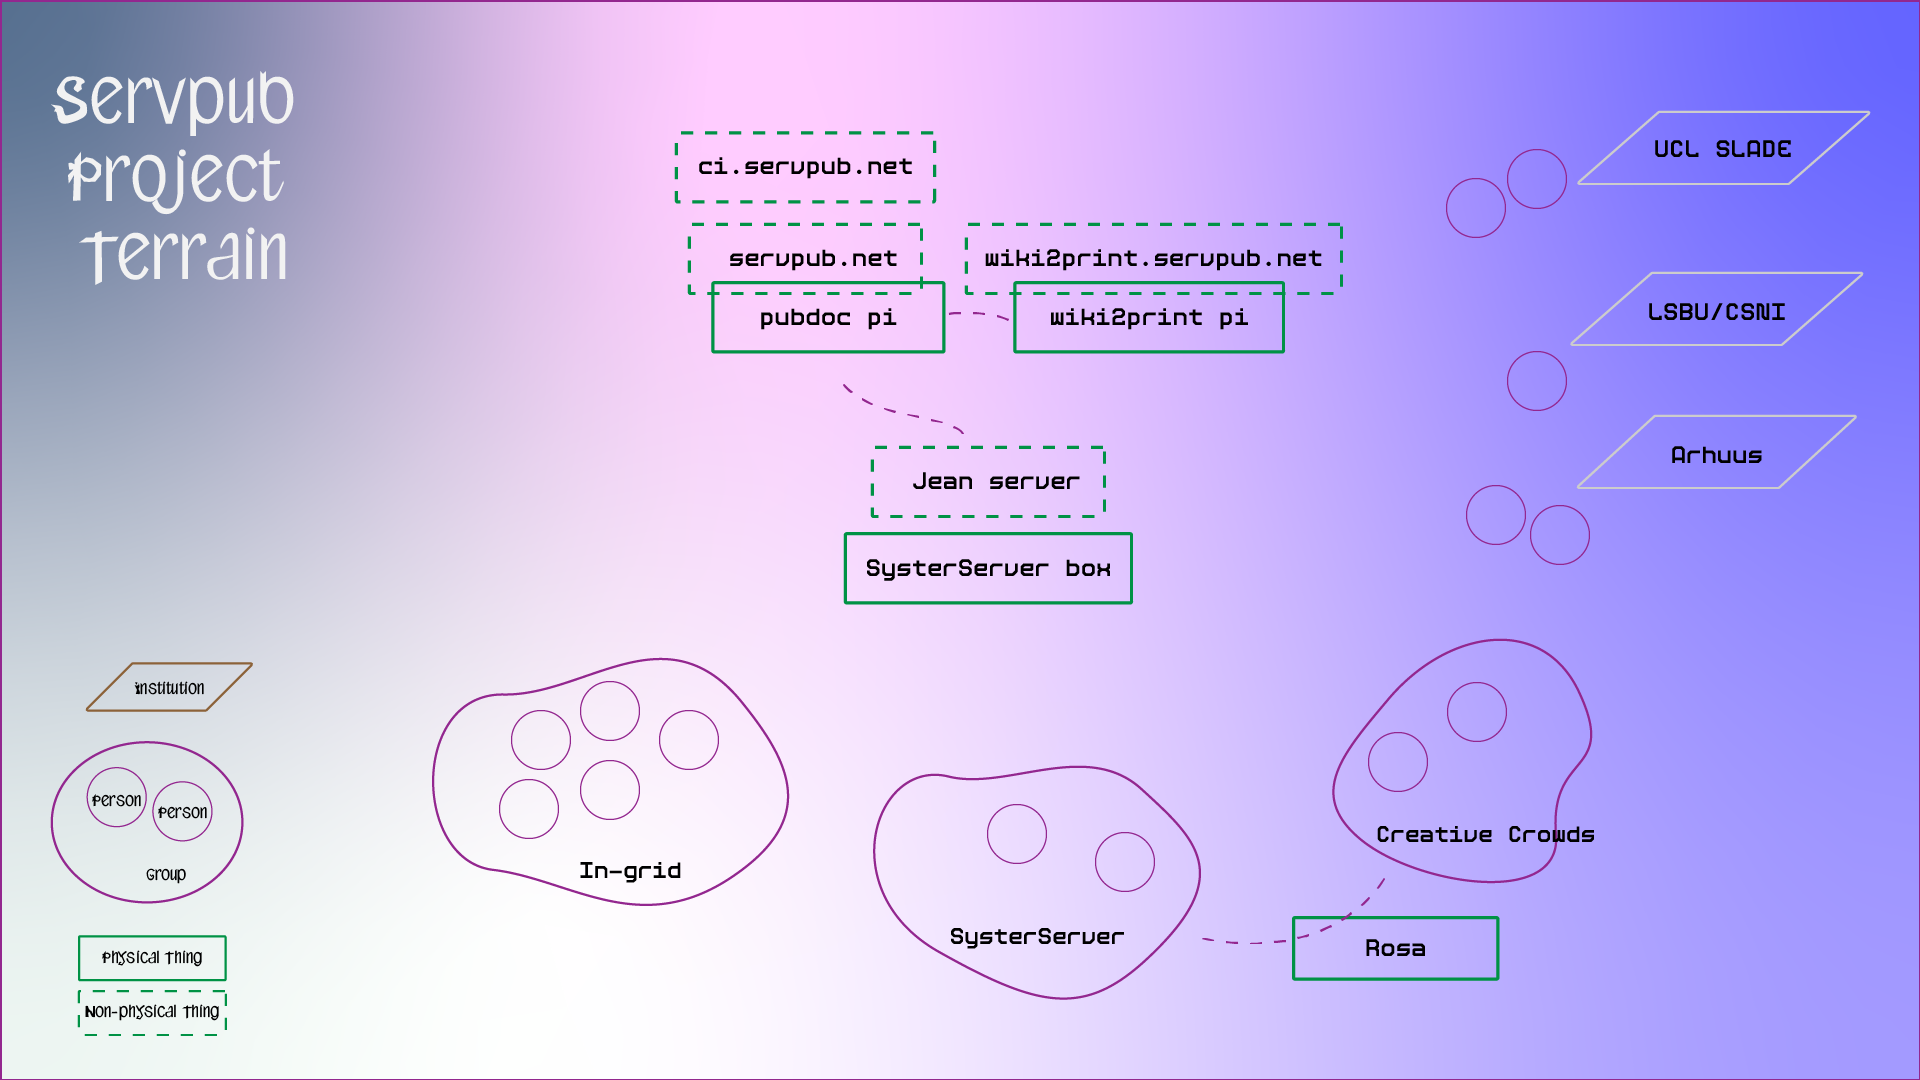 Servpub
Project
Terrain
ci.servpub.net
servpub.net
wiki2print.servpub.net
pubdoc pi
wiki2print pi
Jean server
SysterServer box
UCL SLADE
LSBU/CSNI
Arhuus
Institution
Person
Person
Group
Physical Thing
Non-physical Thing
In-grid
SysterServer
Creative Crowds
Rosa